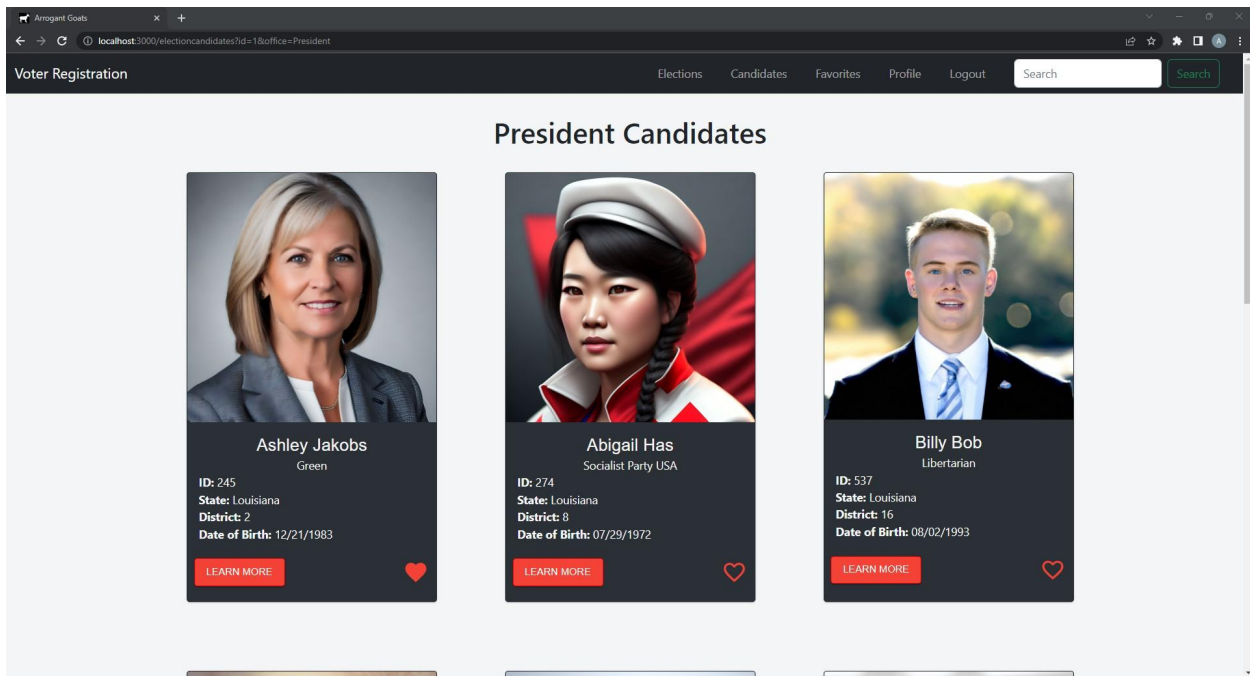 Arrogant Goats
localhost:3000/electioncandidates?id=1&office=President
A
Voter Registration
Elections
Candidates
Favorites
Profile
Logout
Search
Search
President Candidates
Ashley Jakobs
Green
ID: 245
State: Louisiana
District: 2
Date of Birth: 12/21/1983
LEARN MORE
Abigail Has
Socialist Party USA
ID: 274
State: Louisiana
District: 8
Date of Birth: 07/29/1972
LEARN MORE
Billy Bob
Libertarian
ID: 537
State: Louisiana
District: 16
Date of Birth: 08/02/1993
LEARN MORE